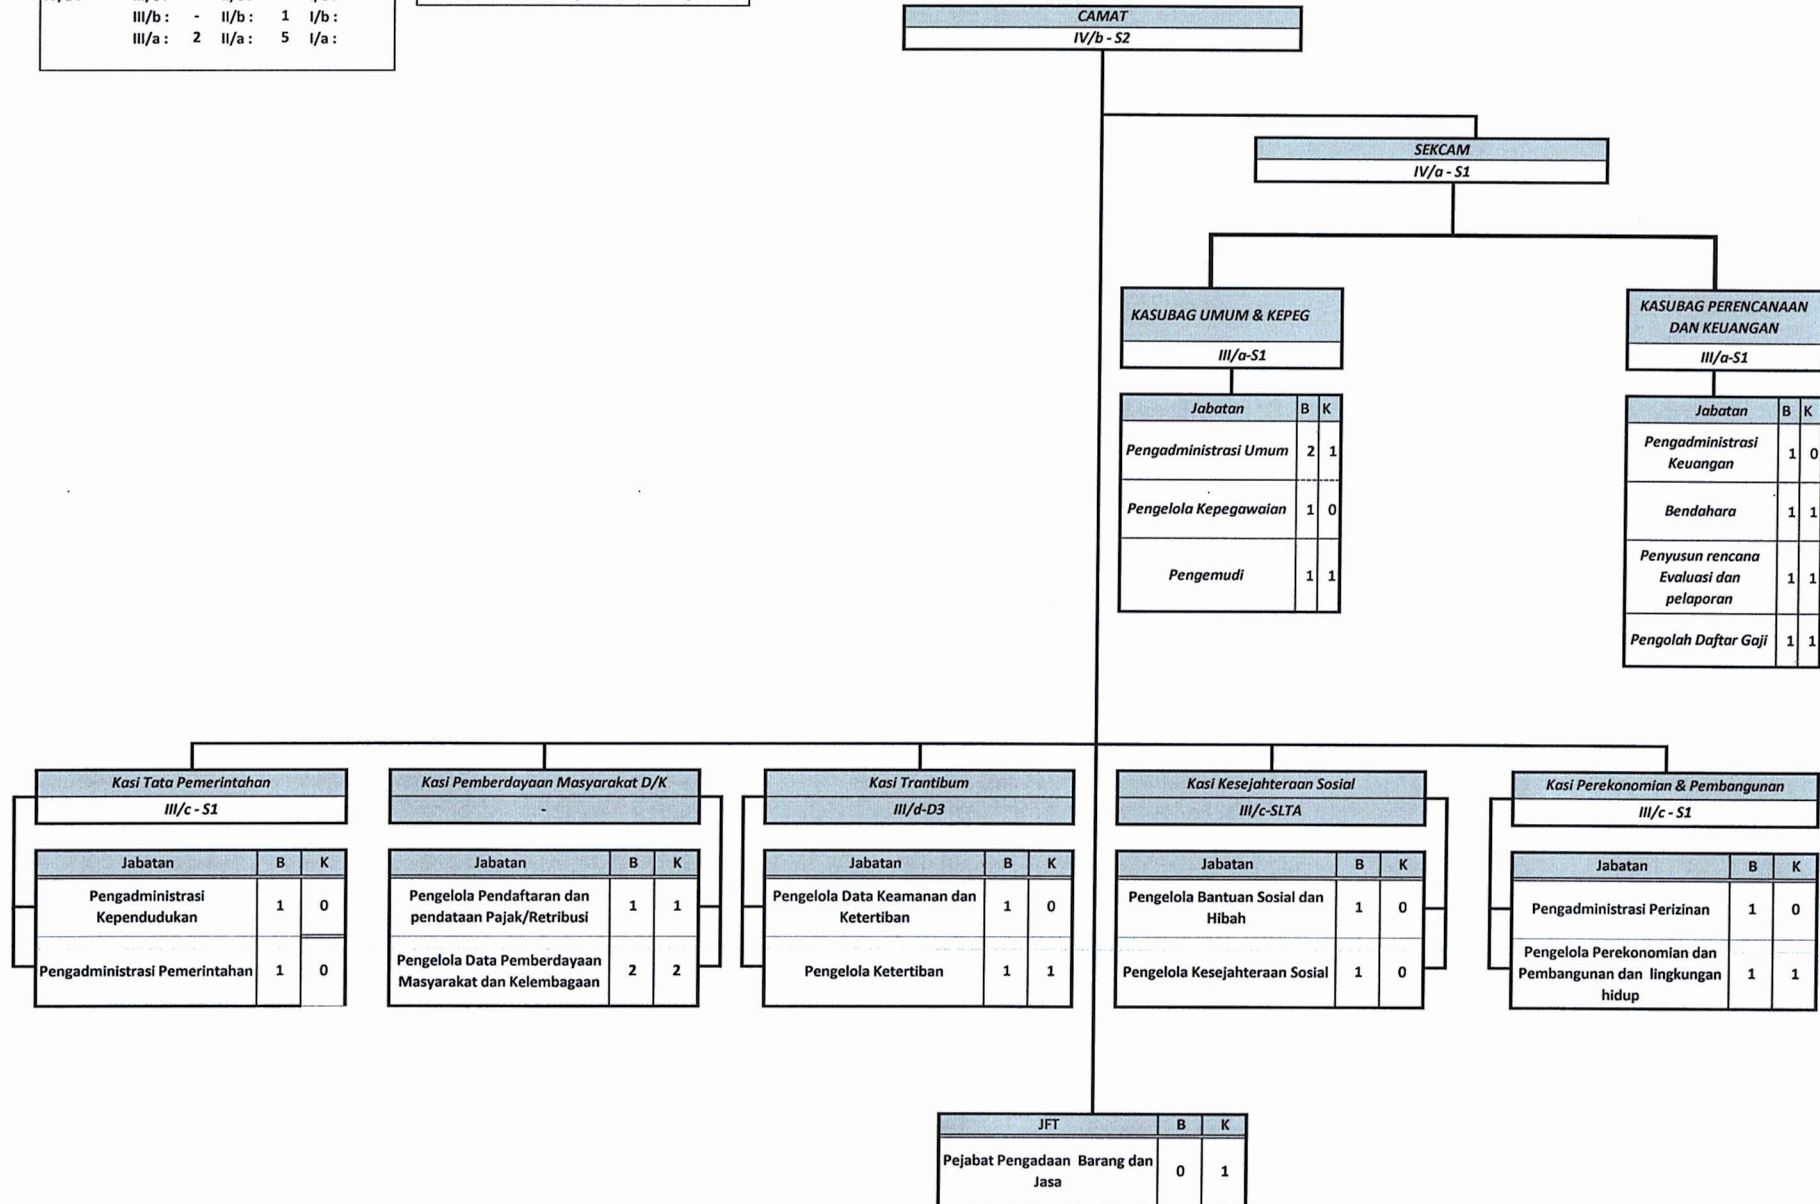 III/b : - II/b : 1 I/b :
III/a : 2 II/a : 5 I/a :
CAMAT
IV/b - S2
SEKCAM
IV/a - S1
KASUBAG UMUM & KEPEG
III/a-S1
Jabatan B K
Pengadministrasi Umum 2 1
Pengelola Kepegawaian 1 0
Pengemudi 1 1
KASUBAG PERENCANAAN
DAN KEUANGAN
III/a-S1
Jabatan B K
Pengadministrasi
Keuangan 1 0
Bendahara 1 1
Penyusun rencana
Evaluasi dan 1 1
pelaporan
Pengolah Daftar Gaji 1 1
Kasi Tata Pemerintahan
III/c - S1
Jabatan B K
Pengadministrasi
Kependudukan 1 0
Pengadministrasi Pemerintahan 1 0
Kasi Pemberdayaan Masyarakat D/K
-
Jabatan B K
Pengelola Pendaftaran dan
pendataan Pajak/Retribusi 1 1
Pengelola Data Pemberdayaan
Masyarakat dan Kelembagaan 2 2
Kasi Trantibum
III/d-D3
Jabatan B K
Pengelola Data Keamanan dan
Ketertiban 1 0
Pengelola Ketertiban 1 1
Kasi Kesejahteraan Sosial
III/c-SLTA
Jabatan B K
Pengelola Bantuan Sosial dan
Hibah 1 0
Pengelola Kesejahteraan Sosial 1 0
Kasi Perekonomian & Pembangunan
III/c - S1
Jabatan B K
Pengadministrasi Perizinan 1 0
Pengelola Perekonomian dan
Pembangunan dan lingkungan 1 1
hidup
JFT B K
Pejabat Pengadaan Barang dan
Jasa 0 1